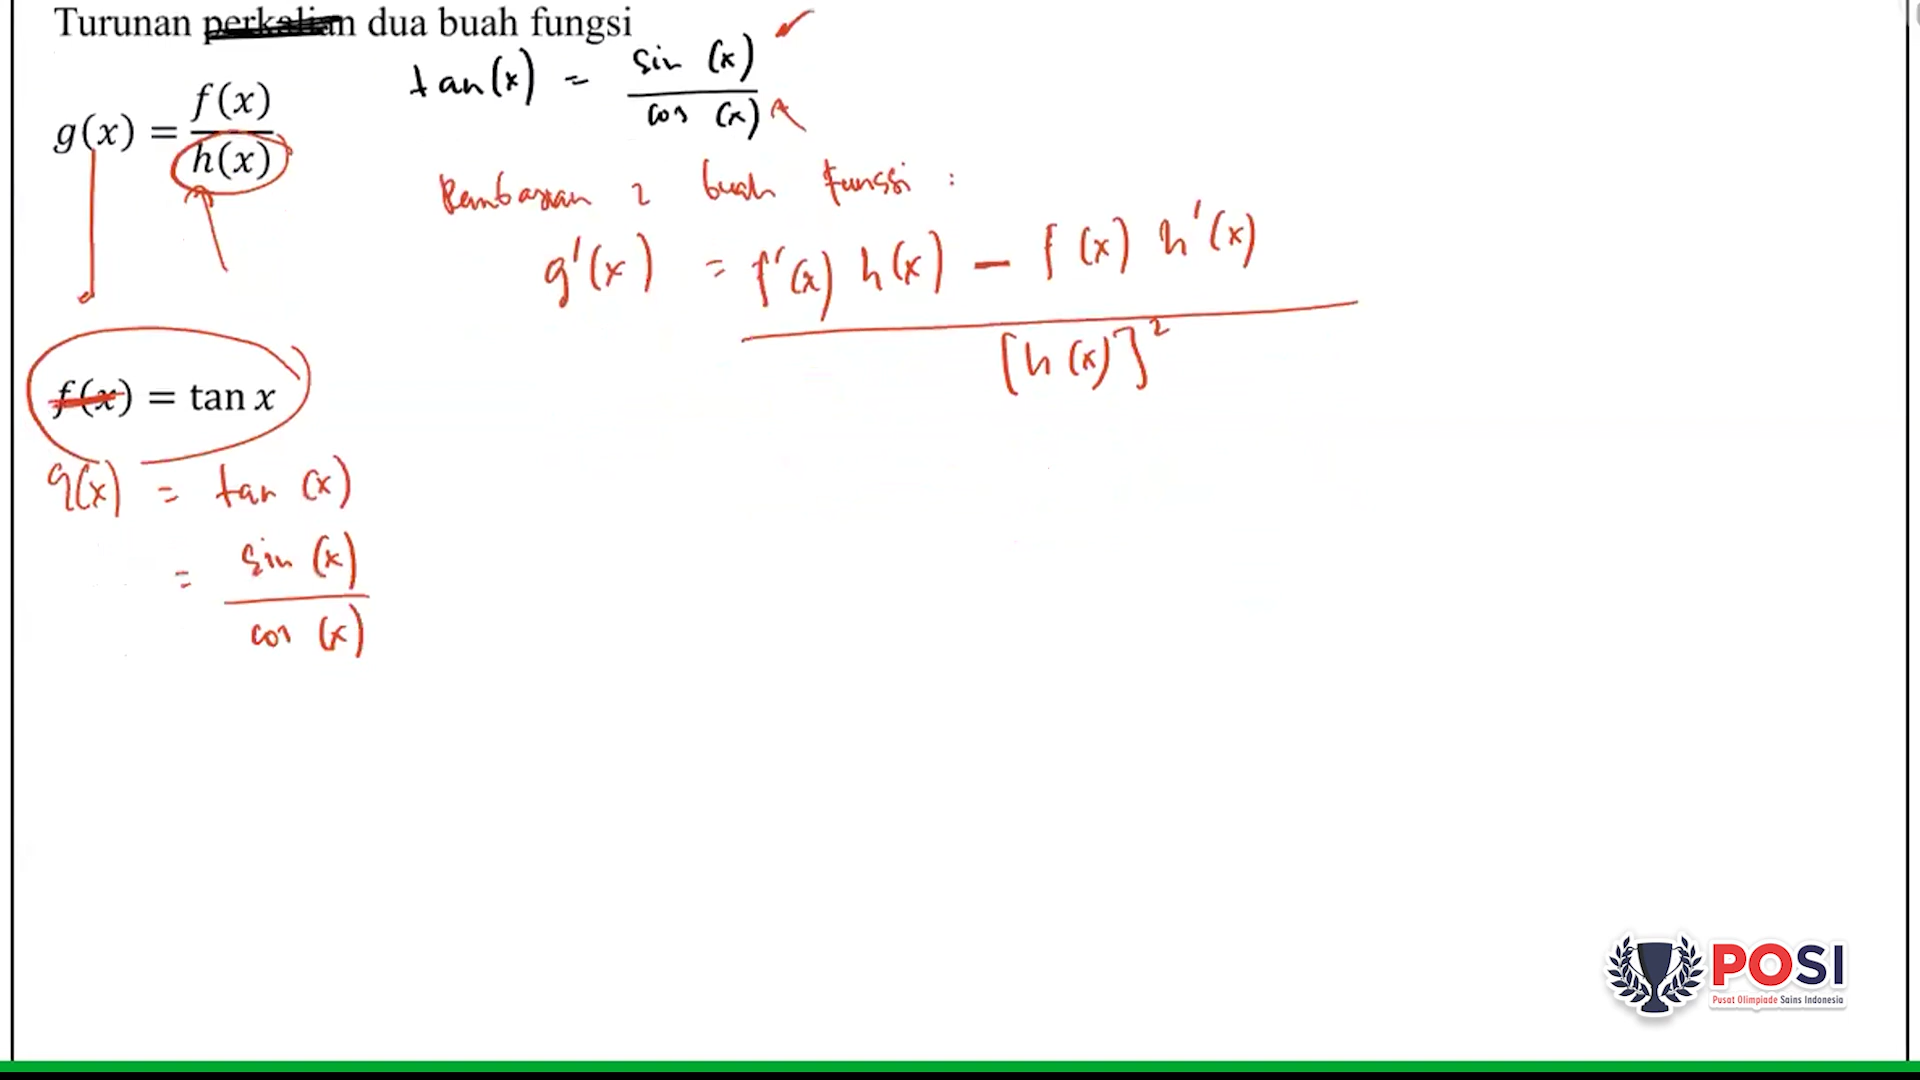 Turunan perkalian dua buah fungsi
g(x) = f(x)/h(x)
tan(x) = sin (x)/cos (x)
2 buah fungsi :
g'(x) = f'(x) h(x) - f(x) h'(x)
[h(x)]²
f(x) = tan x
g(x) = tan (x)
= sin (x)/cos (x)
POSI
Pusat Olimpiade Sains Indonesia